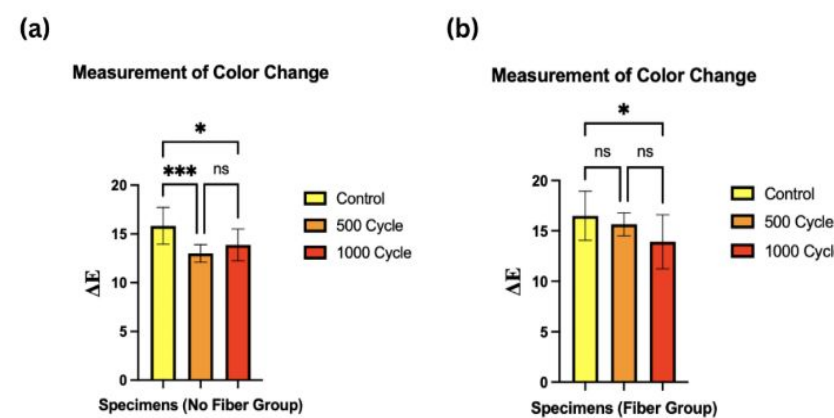 (a)
Measurement of Color Change
*
*** ns
20
15
10
5
0
ΔE
Control
500 Cycle
1000 Cycle
Specimens (No Fiber Group)
(b)
Measurement of Color Change
*
ns ns
20
15
10
5
0
ΔE
Control
500 Cycle
1000 Cycl
Specimens (Fiber Group)